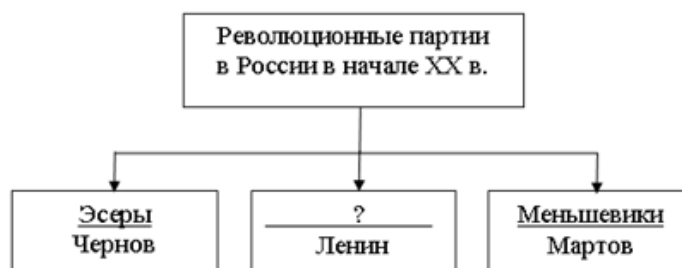 Революционные партии
в России в начале XX в.
Эсеры
Чернов
?
Ленин
Меньшевики
Мартов